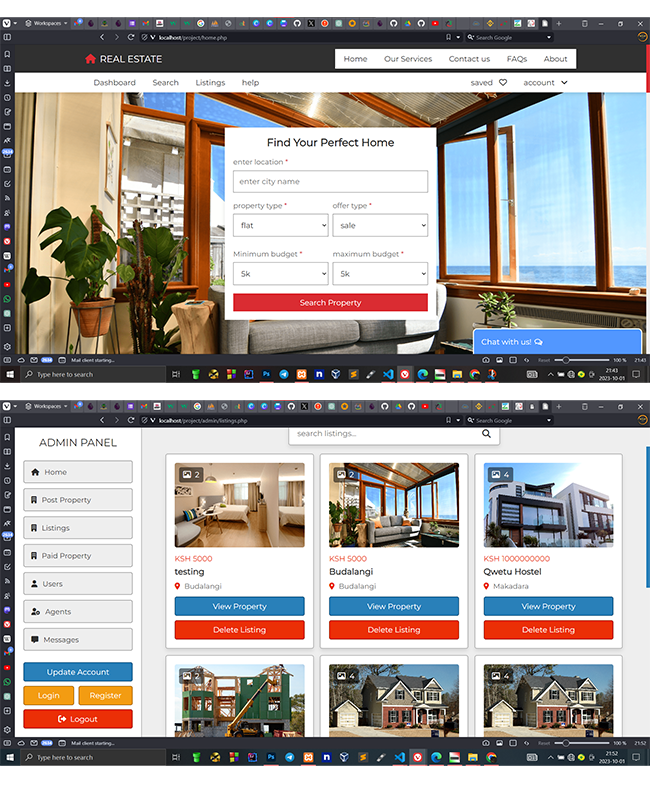 Workspaces
localhost/project/home.php
Search Google
REAL ESTATE
Home Our Services Contact us FAQs About
Dashboard Search Listings help saved account
Find Your Perfect Home
enter location *
enter city name
property type * offer type *
flat sale
Minimum budget * maximum budget *
5k 5k
Search Property
Chat with us!
Mail client starting... Reset 100 % 21:43
Type here to search
21:43
2023-10-01
Workspaces
localhost/project/admin/listings.php
Search Google
ADMIN PANEL
search listings...
Home
Post Property
Listings
Paid Property
Users
Agents
Messages
Update Account
Login Register
Logout
2 2 4
KSH 5000 KSH 5000 KSH 1000000000
testing Budalangi Qwetu Hostel
Budalangi Budalangi Makadara
View Property View Property View Property
Delete Listing Delete Listing Delete Listing
2 4 4
Mail client starting... Reset 100 % 21:52
Type here to search
21:52
2023-10-01